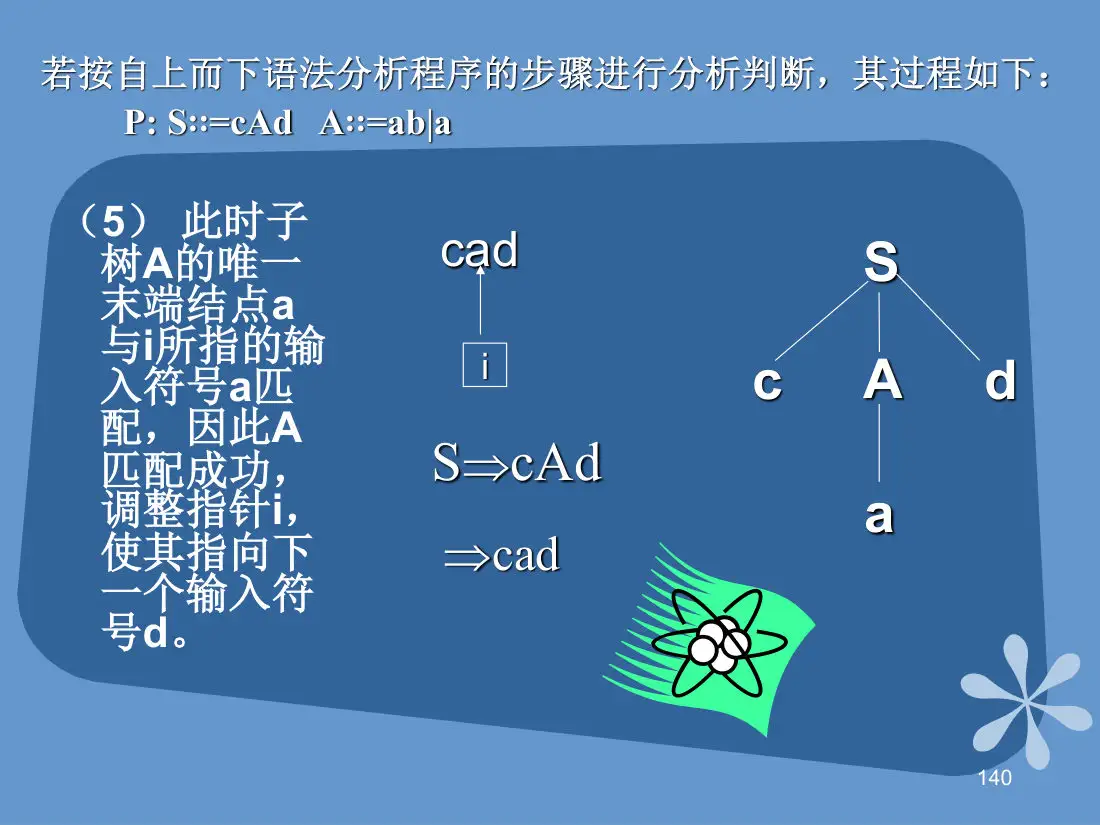 若按自上而下语法分析程序的步骤进行分析判断，其过程如下：
P: S∷=cAd A∷=ab|a
（5） 此时子
树A的唯一
末端结点a
与i所指的输
入符号a匹
配，因此A
匹配成功，
调整指针i，
使其指向下
一个输入符
号d。
cad
i
S⇒cAd
⇒cad
S
c A d
a
140